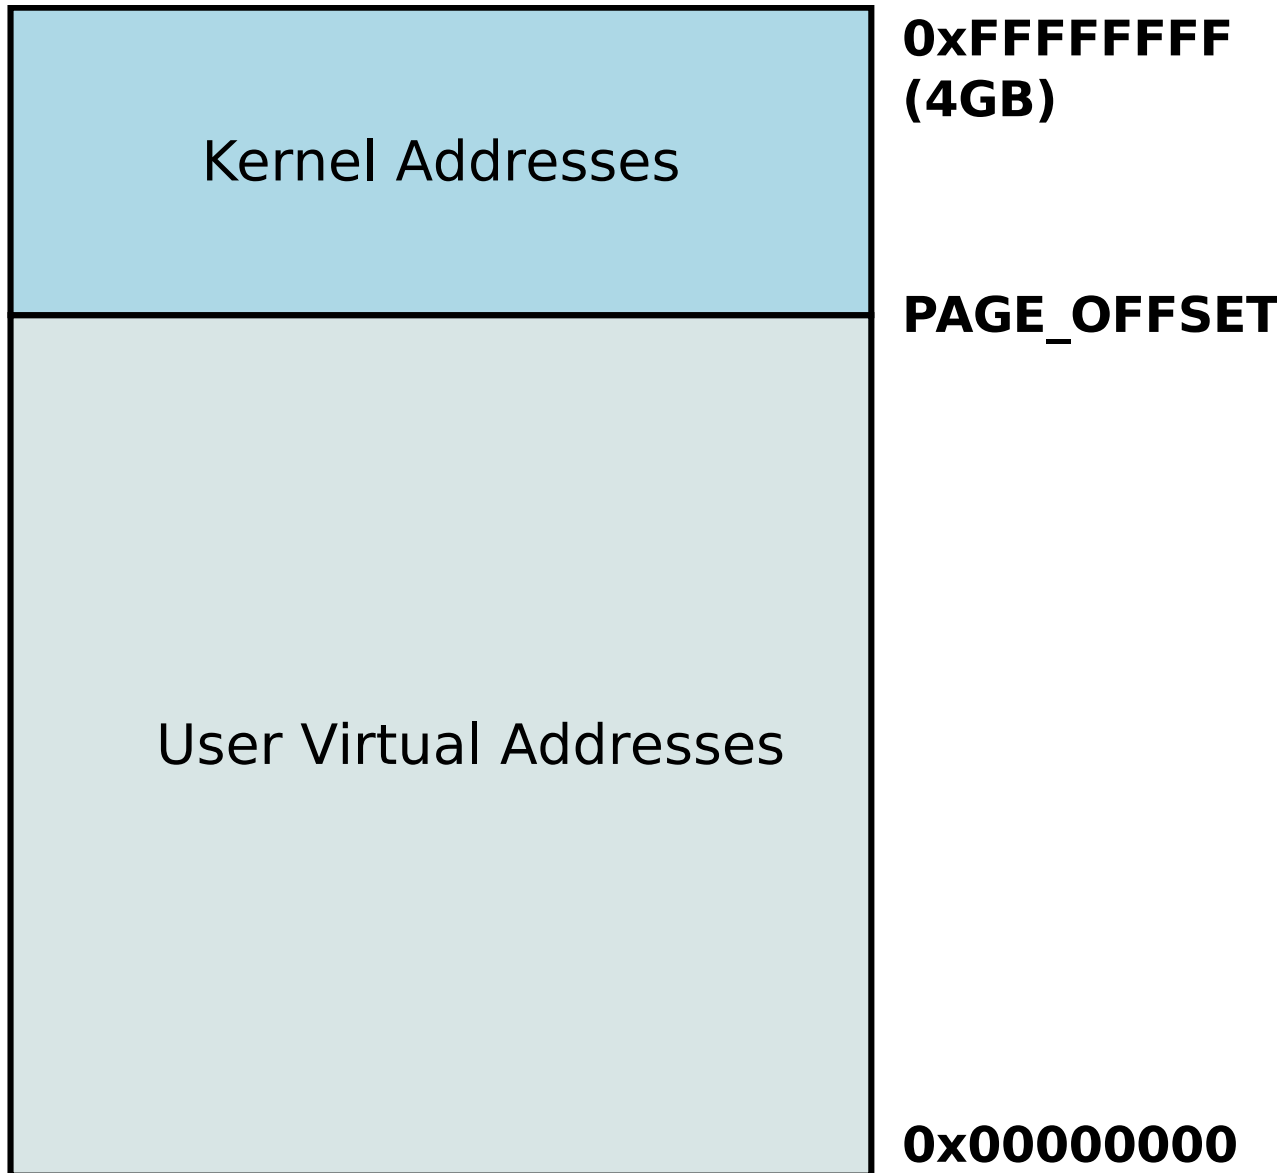 0xFFFFFFFF
(4GB)
Kernel Addresses
PAGE_OFFSET
User Virtual Addresses
0x00000000